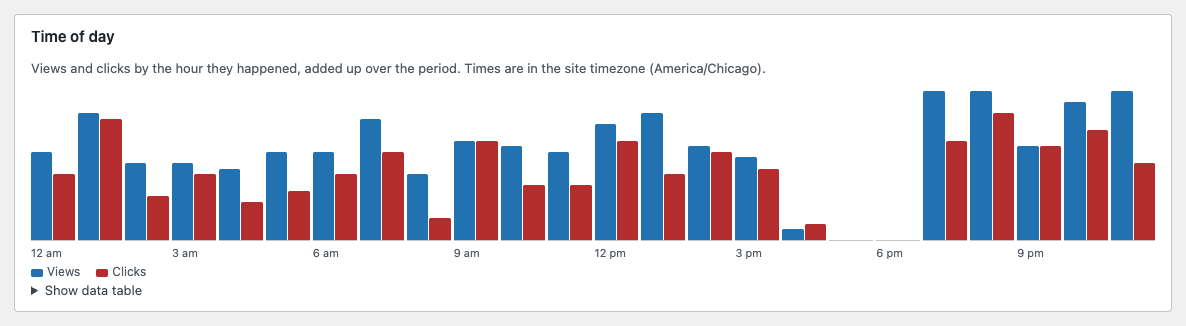 Time of day
Views and clicks by the hour they happened, added up over the period. Times are in the site timezone (America/Chicago).
12 am 3 am 6 am 9 am 12 pm 3 pm 6 pm 9 pm
Views Clicks
Show data table